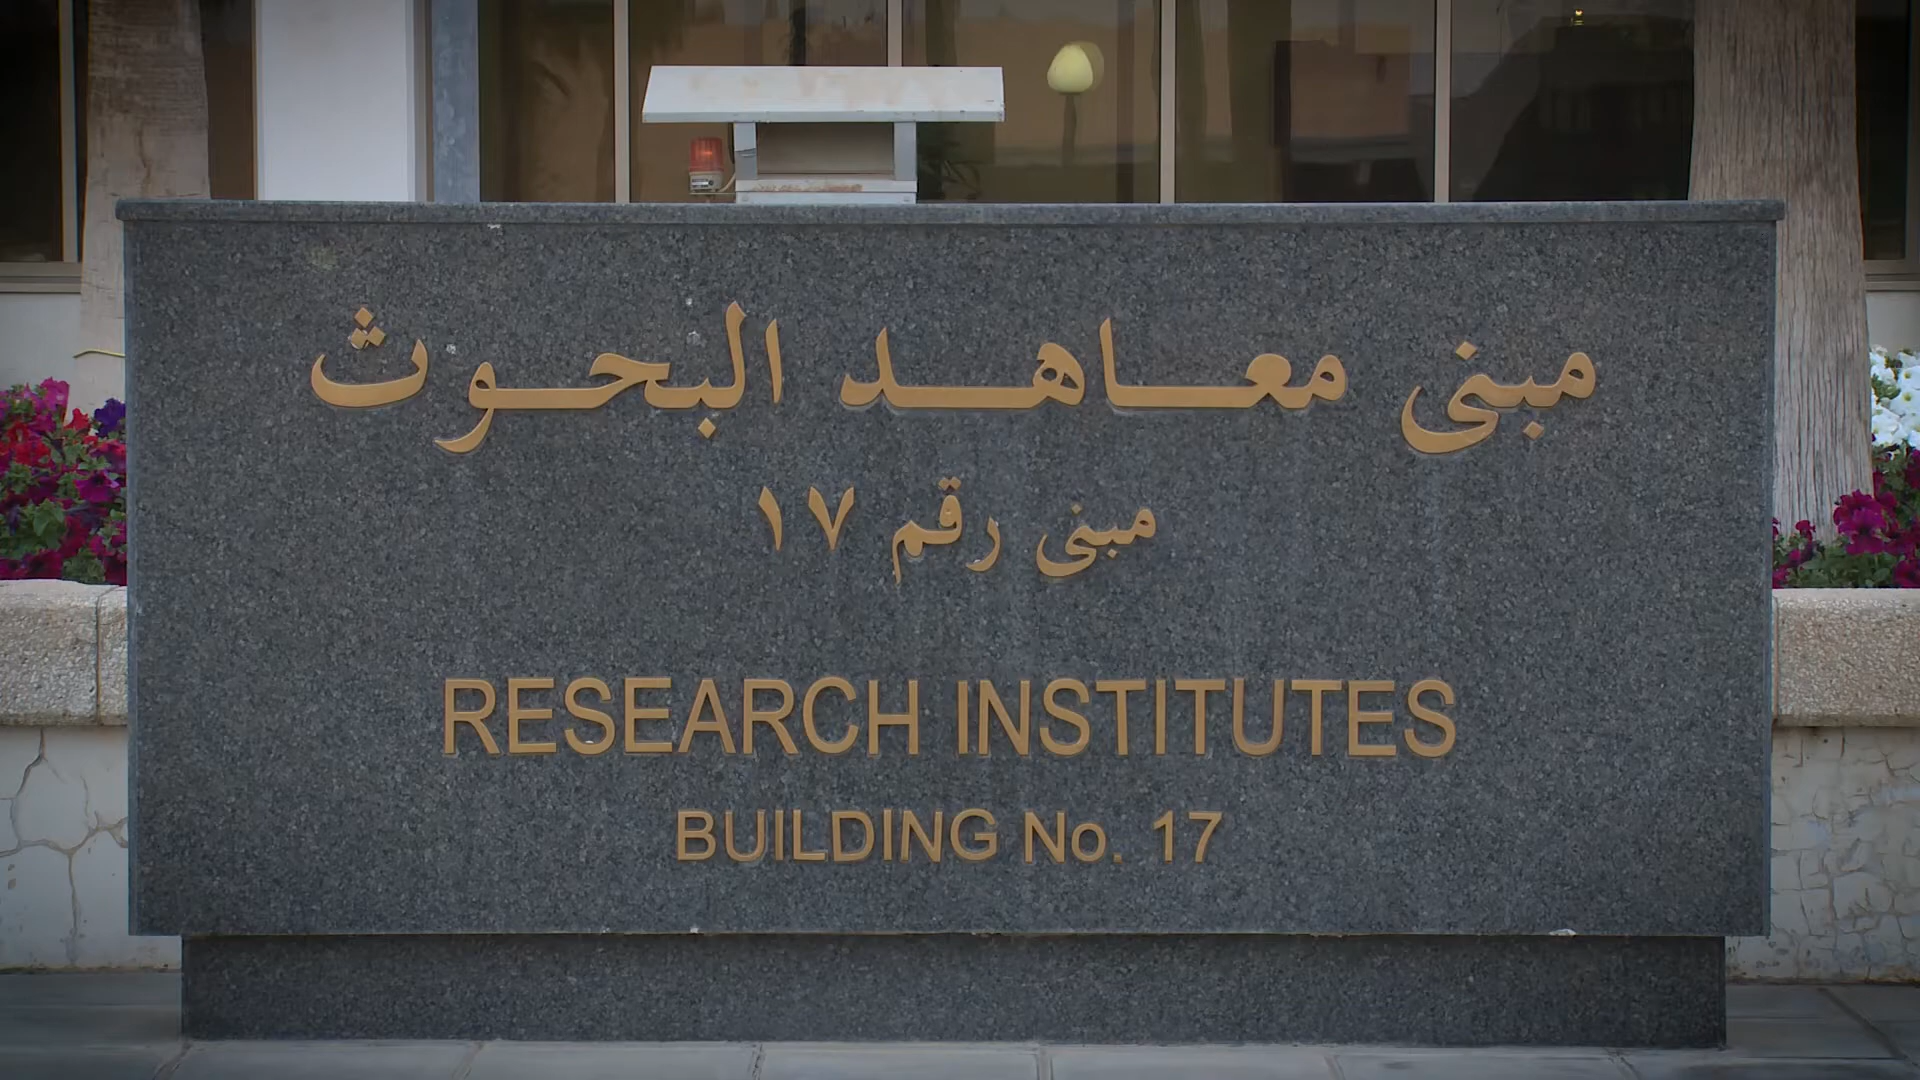 مبنى معاهد البحوث
مبنى رقم ١٧
RESEARCH INSTITUTES
BUILDING No. 17